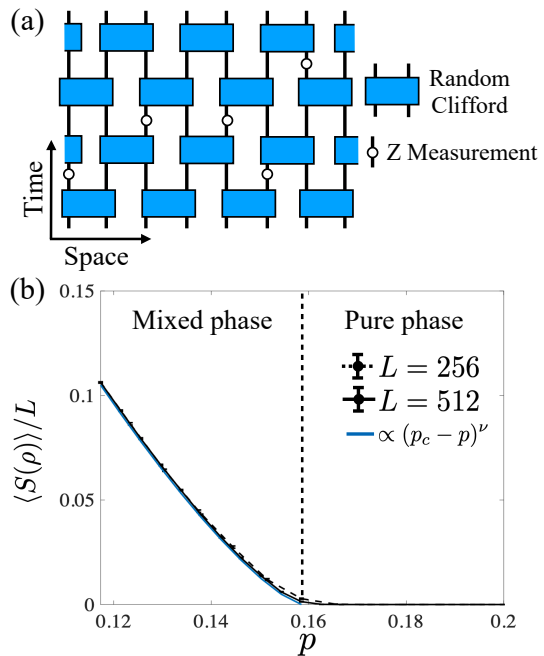 (a)
Random
Clifford
Z Measurement
Time
Space
(b)
0.15
Mixed phase
Pure phase
L = 256
L = 512
∝ (p_c − p)^ν
0.1
0.05
0
⟨S(ρ)⟩/L
0.12
0.14
0.16
0.18
0.2
p